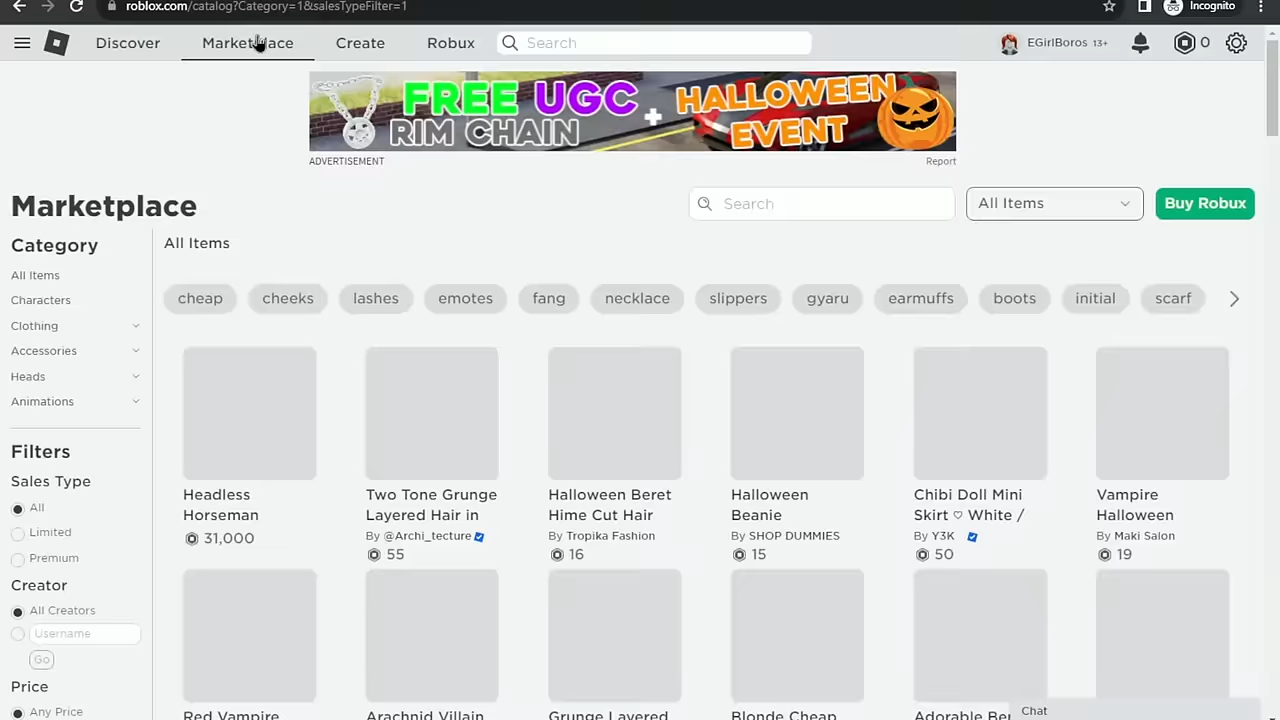 roblox.com/catalog?Category=1&salesTypeFilter=1
Incognito
Discover
Marketplace
Create
Robux
Search
EGirlBoros 13+
0
FREE UGC
RIM CHAIN
+
HALLOWEEN
EVENT
ADVERTISEMENT
Report
Marketplace
Search
All Items
Buy Robux
Category
All Items
Characters
Clothing
Accessories
Heads
Animations
Filters
Sales Type
All
Limited
Premium
Creator
All Creators
Username
Go
Price
Any Price
All Items
cheap
cheeks
lashes
emotes
fang
necklace
slippers
gyaru
earmuffs
boots
initial
scarf
Headless
Horseman
31,000
Two Tone Grunge
Layered Hair in
By @Archi_tecture
55
Halloween Beret
Hime Cut Hair
By Tropika Fashion
16
Halloween
Beanie
By SHOP DUMMIES
15
Chibi Doll Mini
Skirt ♡ White /
By Y3K
50
Vampire
Halloween
By Maki Salon
19
Red Vampire
Arachnid Villain
Grunge Layered
Blonde Cheap
Adorable Be
Chat